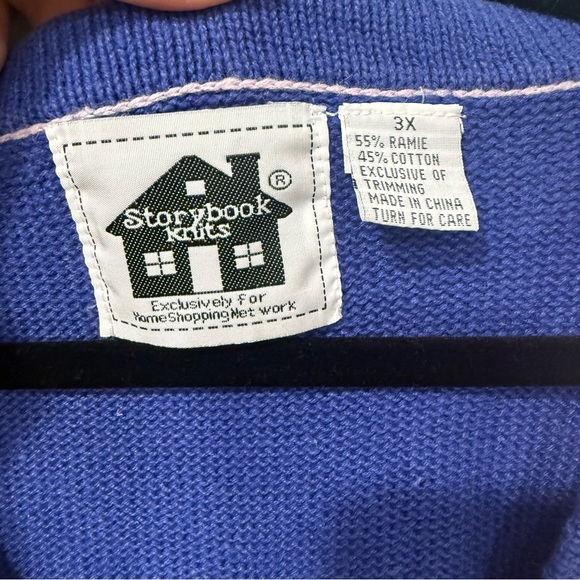 Storybook
knits
®
Exclusively for
HomeShoppingNetwork
3X
55% RAMIE
45% COTTON
EXCLUSIVE OF
TRIMMING
MADE IN CHINA
TURN FOR CARE